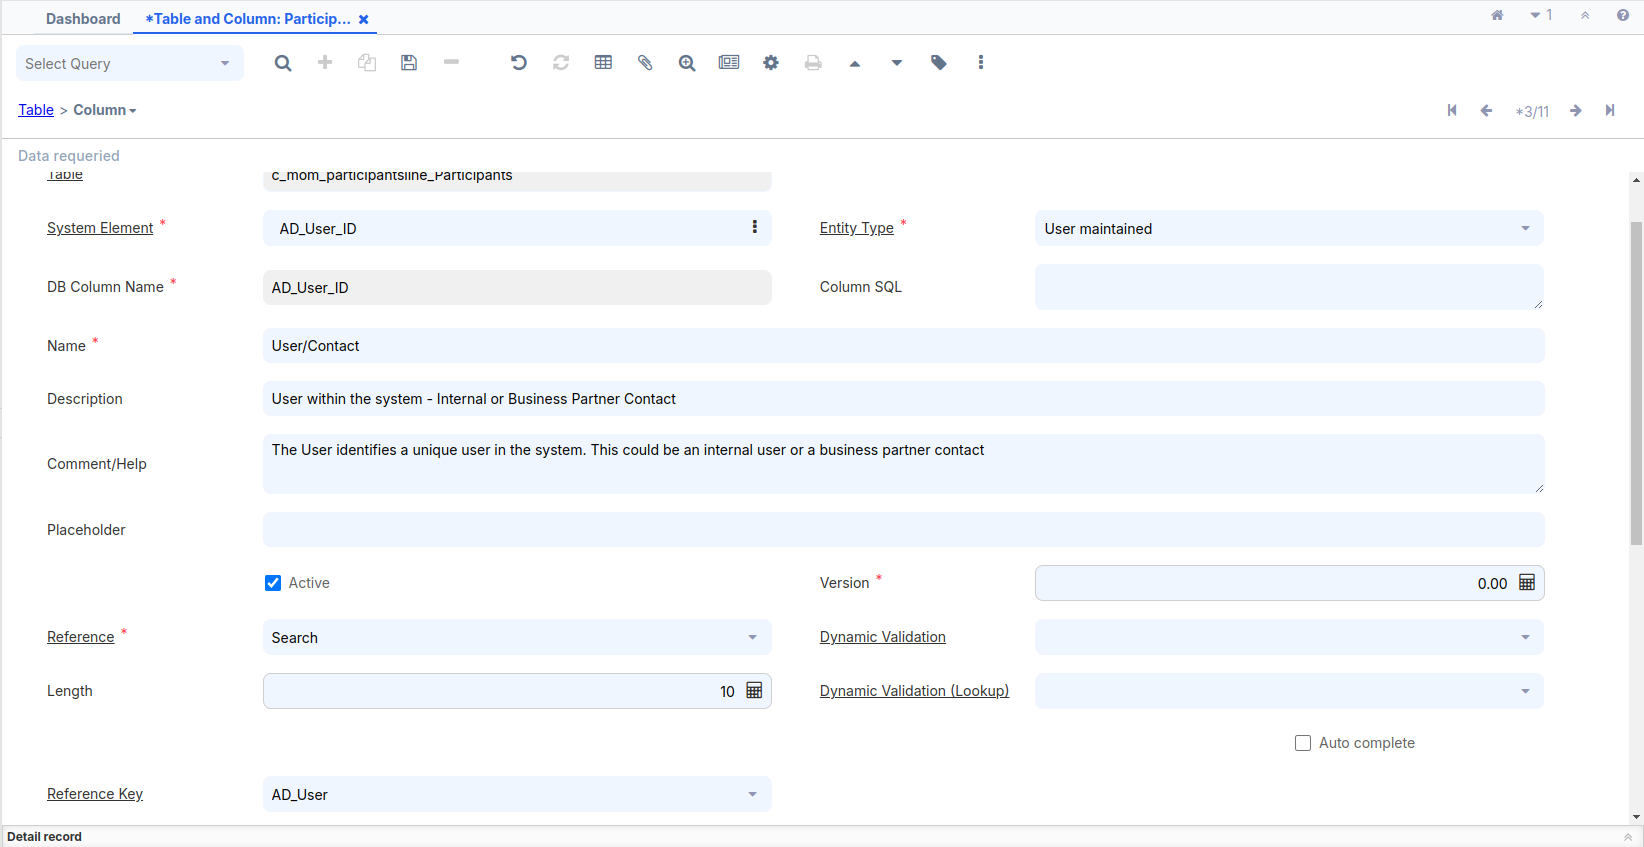 Dashboard *Table and Column: Particip... 1
Select Query
Table > Column *3/11
Data requeried
Table c_mom_participantsline_Participants
System Element * AD_User_ID Entity Type * User maintained
DB Column Name * AD_User_ID Column SQL
Name * User/Contact
Description User within the system - Internal or Business Partner Contact
Comment/Help The User identifies a unique user in the system. This could be an internal user or a business partner contact
Placeholder
Active Version * 0.00
Reference * Search Dynamic Validation
Length 10 Dynamic Validation (Lookup)
Auto complete
Reference Key AD_User
Detail record